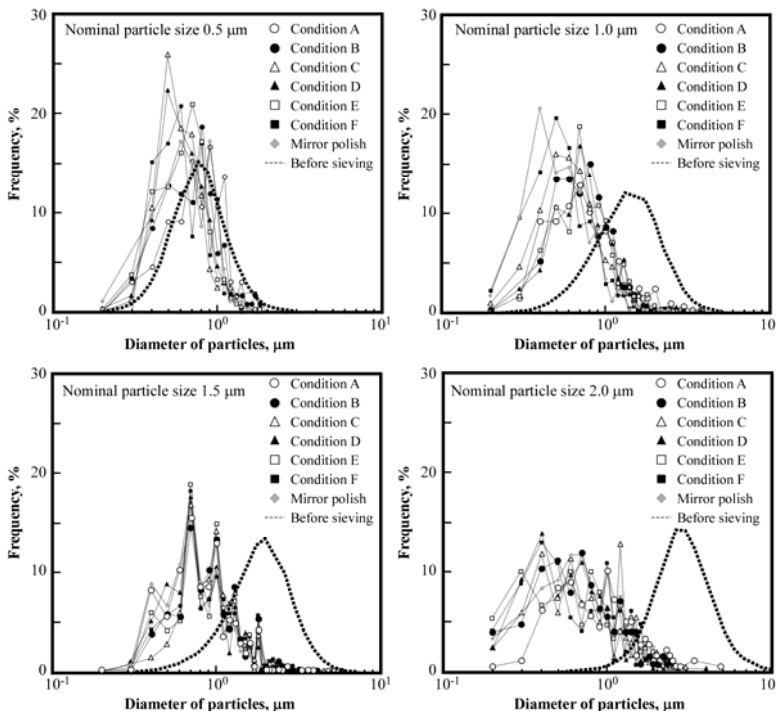 Nominal particle size 0.5 μm
Condition A
Condition B
Condition C
Condition D
Condition E
Condition F
Mirror polish
Before sieving
Frequency, %
30
20
10
0
10-1
100
101
Diameter of particles, μm
Nominal particle size 1.0 μm
Condition A
Condition B
Condition C
Condition D
Condition E
Condition F
Mirror polish
Before sieving
Frequency, %
30
20
10
0
10-1
100
101
Diameter of particles, μm
Nominal particle size 1.5 μm
Condition A
Condition B
Condition C
Condition D
Condition E
Condition F
Mirror polish
Before sieving
Frequency, %
30
20
10
0
10-1
100
101
Diameter of particles, μm
Nominal particle size 2.0 μm
Condition A
Condition B
Condition C
Condition D
Condition E
Condition F
Mirror polish
Before sieving
Frequency, %
30
20
10
0
10-1
100
101
Diameter of particles, μm